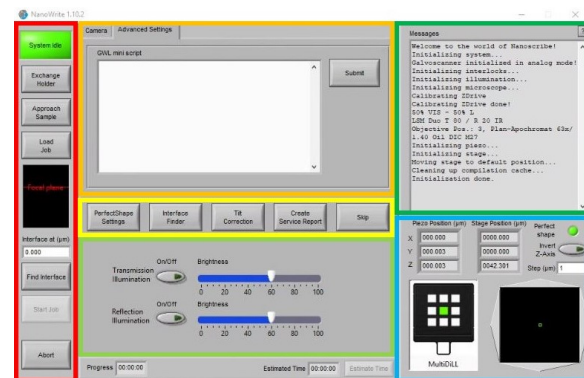 NanoWrite 1.10.2
System Idle
Exchange
Holder
Approach
Sample
Load
Job
Focal plane
Interface at (µm)
0.000
Find Interface
Start Job
Abort
Camera
Advanced Settings
GWL mini script
Submit
PerfectShape
Settings
Interface
Finder
Tilt
Correction
Create
Service Report
Skip
On/Off
Brightness
Transmission
Illumination
0 20 40 60 80 100
On/Off
Brightness
Reflection
Illumination
0 20 40 60 80 100
Progress 00:00:00
Estimated Time 00:00:00
Estimate Time
Messages
Welcome to the world of Nanoscribe!
Initializing system...
Galvoscanner initialized in analog mode!
Initializing interlocks...
Initializing illumination...
Initializing microscope...
Calibrating ZDrive
Calibrating ZDrive done!
50% VIS - 50% L
LSM Duo T 80 / R 20 IR
Objective Pos.: 3, Plan-Apochromat 63x/
1.40 Oil DIC M27
Initializing piezo...
Initializing stage...
Moving stage to default position...
Cleaning up compilation cache...
Initialization done.
Piezo Position (µm)
Stage Position (µm)
Perfect
shape
X 000.000 0000.000
Y 000.003 0000.000
Z 000.003 0042.301
Invert
Z-Axis
Step (µm) 1
MultiDiLL